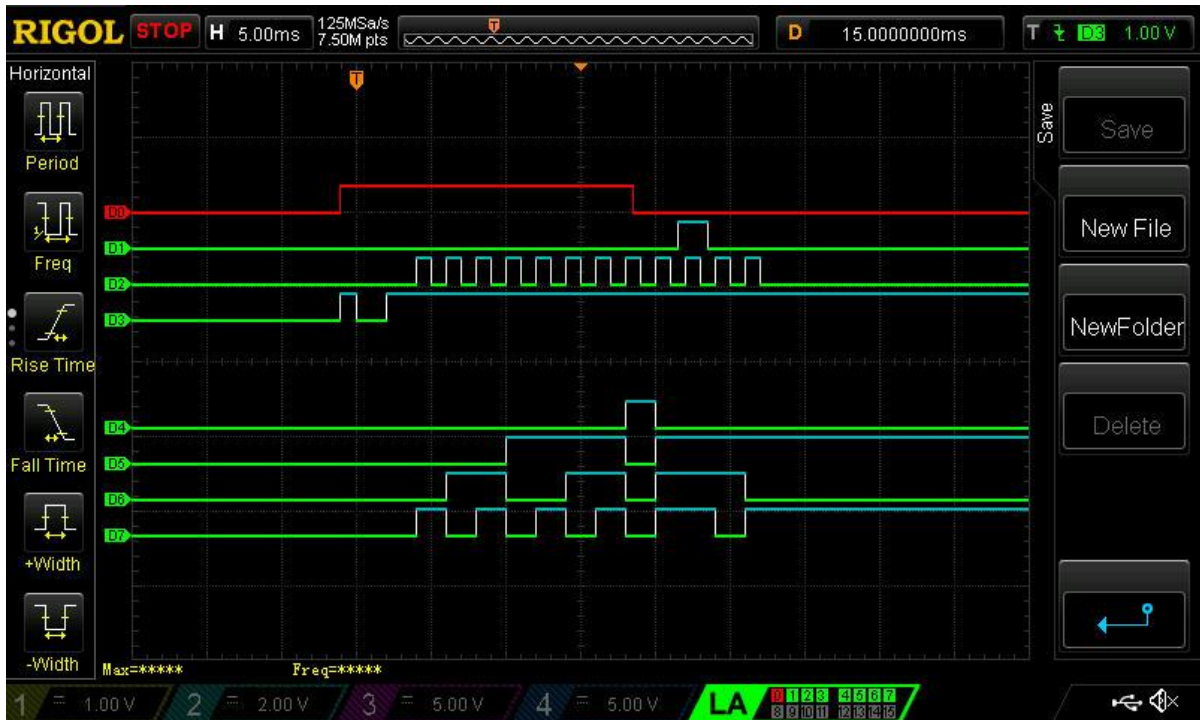 RIGOL STOP H 5.00ms 125MSa/s 7.50M pts T D 15.0000000ms T D3 1.00 V
Horizontal
T
Period
Freq
Rise Time
Fall Time
+Width
-Width
D0
D1
D2
D3
D4
D5
D6
D7
Save
Save
New File
NewFolder
Delete
Max=***** Freq=*****
1 = 1.00 V 2 = 2.00 V 3 = 5.00 V 4 = 5.00 V LA 0 1 2 3 4 5 6 7
8 9 10 11 12 13 14 15